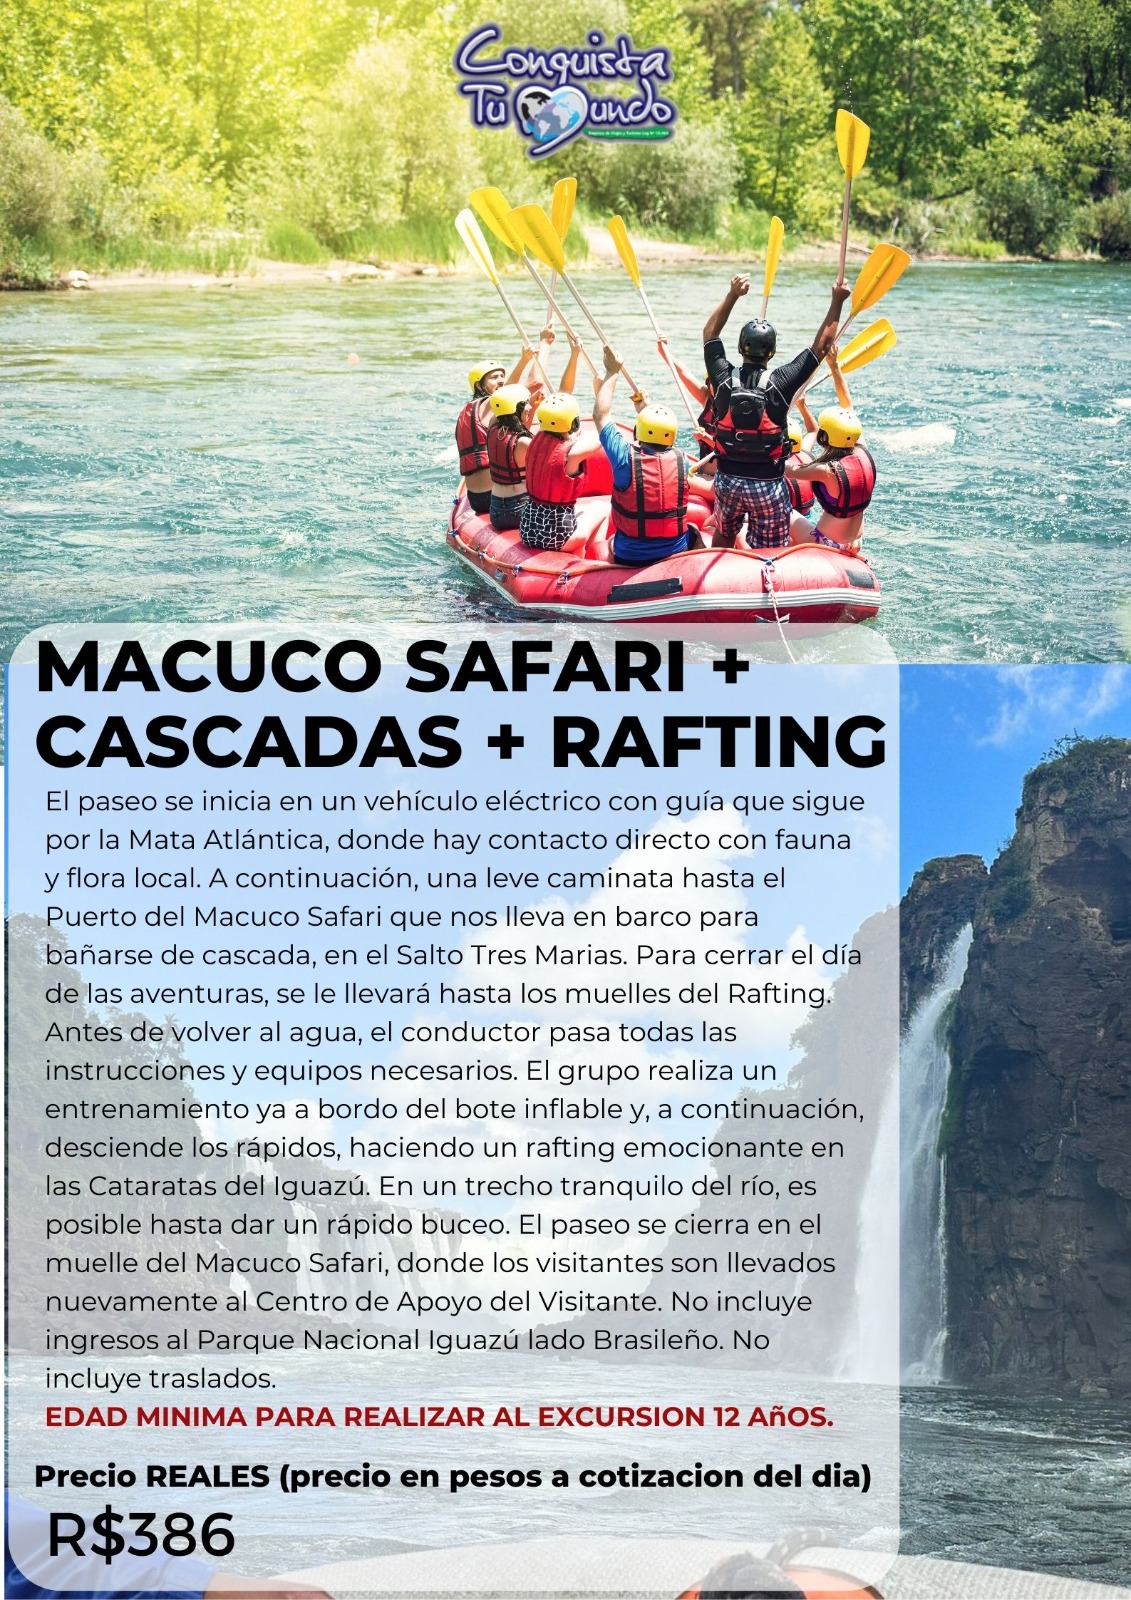 Conquista
Tu Mundo
MACUCO SAFARI +
CASCADAS + RAFTING
El paseo se inicia en un vehículo eléctrico con guía que sigue
por la Mata Atlántica, donde hay contacto directo con fauna
y flora local. A continuación, una leve caminata hasta el
Puerto del Macuco Safari que nos lleva en barco para
bañarse de cascada, en el Salto Tres Marias. Para cerrar el día
de las aventuras, se le llevará hasta los muelles del Rafting.
Antes de volver al agua, el conductor pasa todas las
instrucciones y equipos necesarios. El grupo realiza un
entrenamiento ya a bordo del bote inflable y, a continuación,
desciende los rápidos, haciendo un rafting emocionante en
las Cataratas del Iguazú. En un trecho tranquilo del río, es
posible hasta dar un rápido buceo. El paseo se cierra en el
muelle del Macuco Safari, donde los visitantes son llevados
nuevamente al Centro de Apoyo del Visitante. No incluye
ingresos al Parque Nacional Iguazú lado Brasileño. No
incluye traslados.
EDAD MINIMA PARA REALIZAR AL EXCURSION 12 AñOS.
Precio REALES (precio en pesos a cotizacion del dia)
R$386